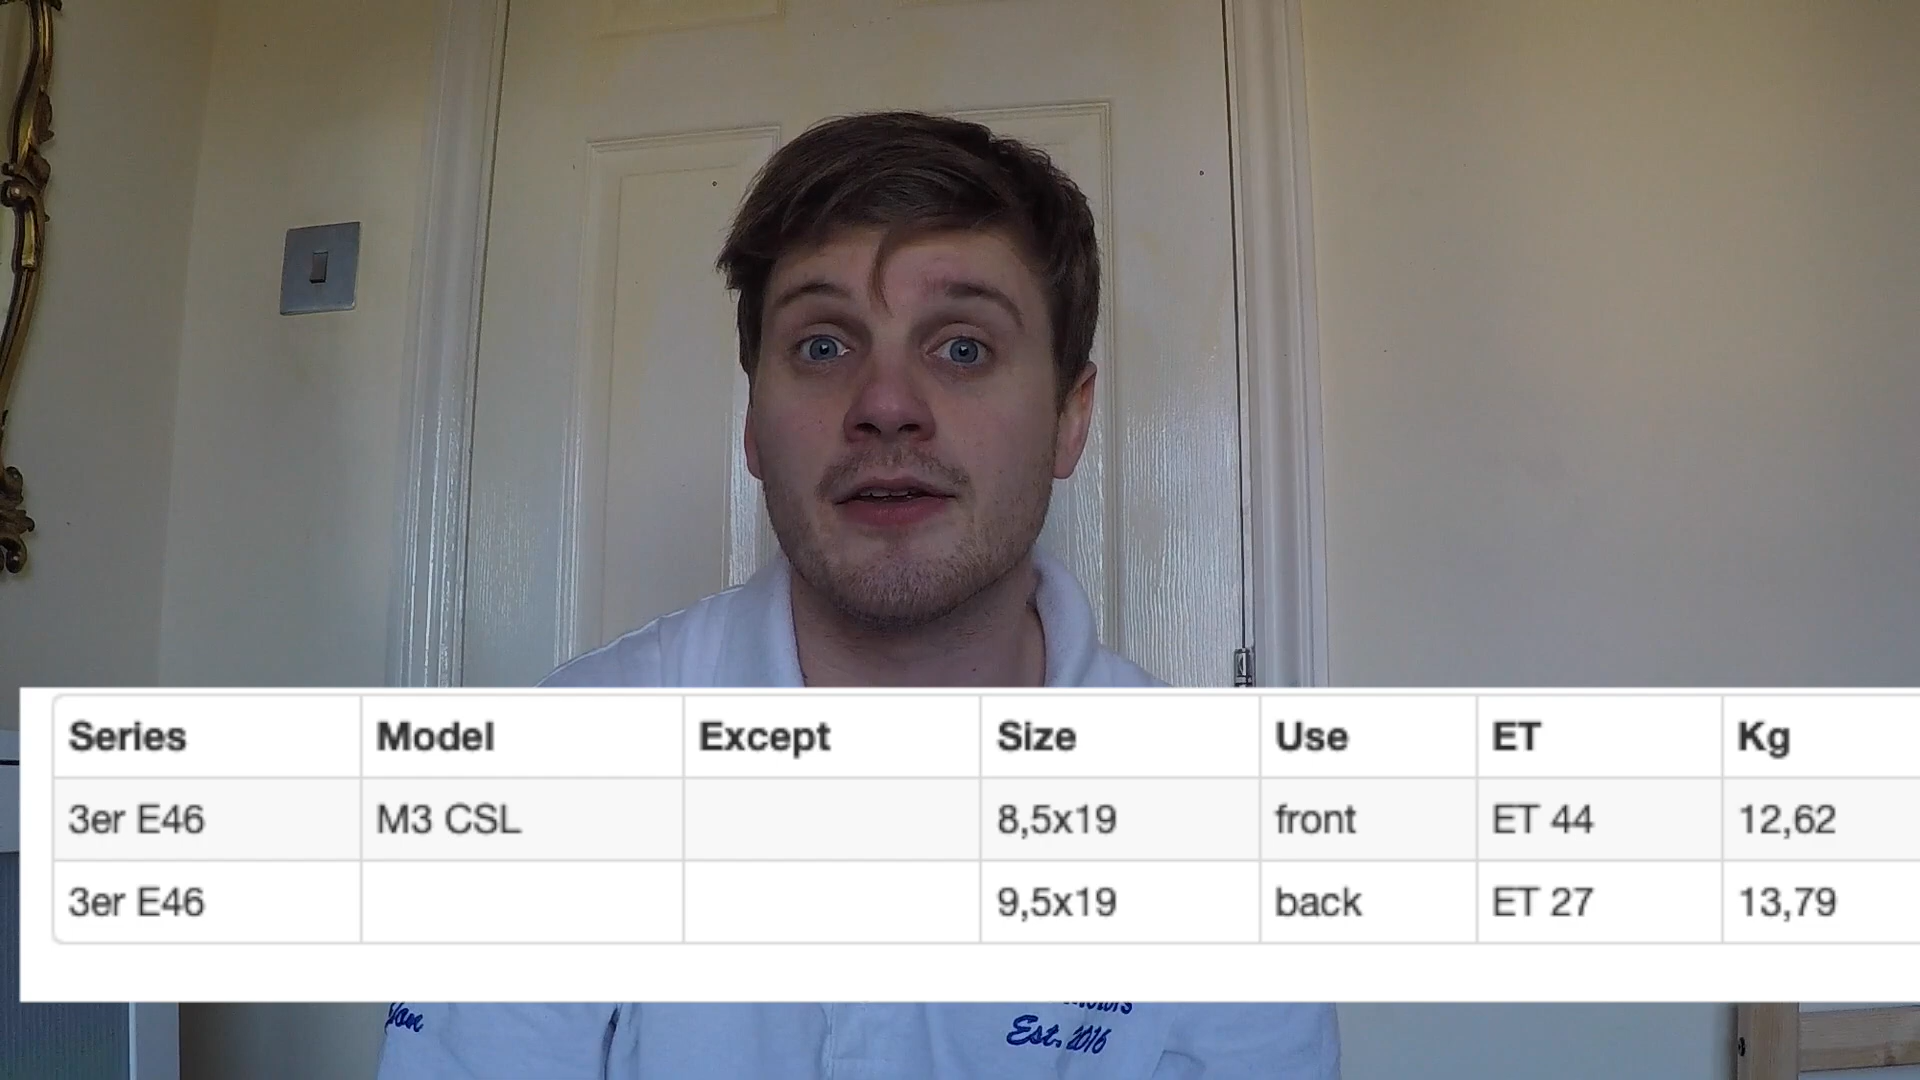 Series Model Except Size Use ET Kg
3er E46 M3 CSL 8,5x19 front ET 44 12,62
3er E46 9,5x19 back ET 27 13,79
Est. 2016